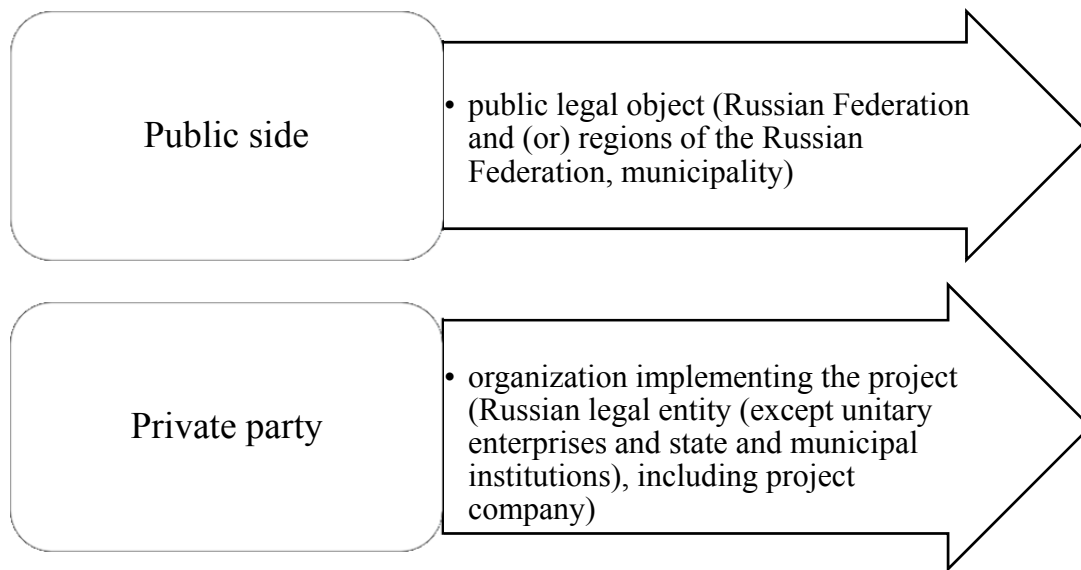 Public side
• public legal object (Russian Federation
and (or) regions of the Russian
Federation, municipality)
Private party
• organization implementing the project
(Russian legal entity (except unitary
enterprises and state and municipal
institutions), including project
company)